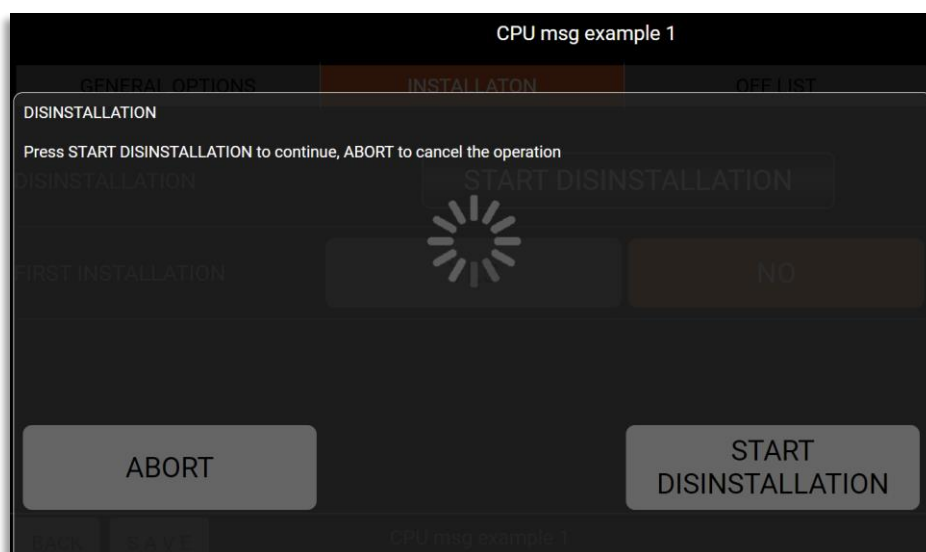 CPU msg example 1
GENERAL OPTIONS INSTALLATON OFF LIST
DISINSTALLATION
Press START DISINSTALLATION to continue, ABORT to cancel the operation
DISINSTALLATION START DISINSTALLATION
FIRST INSTALLATION NO
ABORT START
DISINSTALLATION
BACK SAVE CPU msg example 1